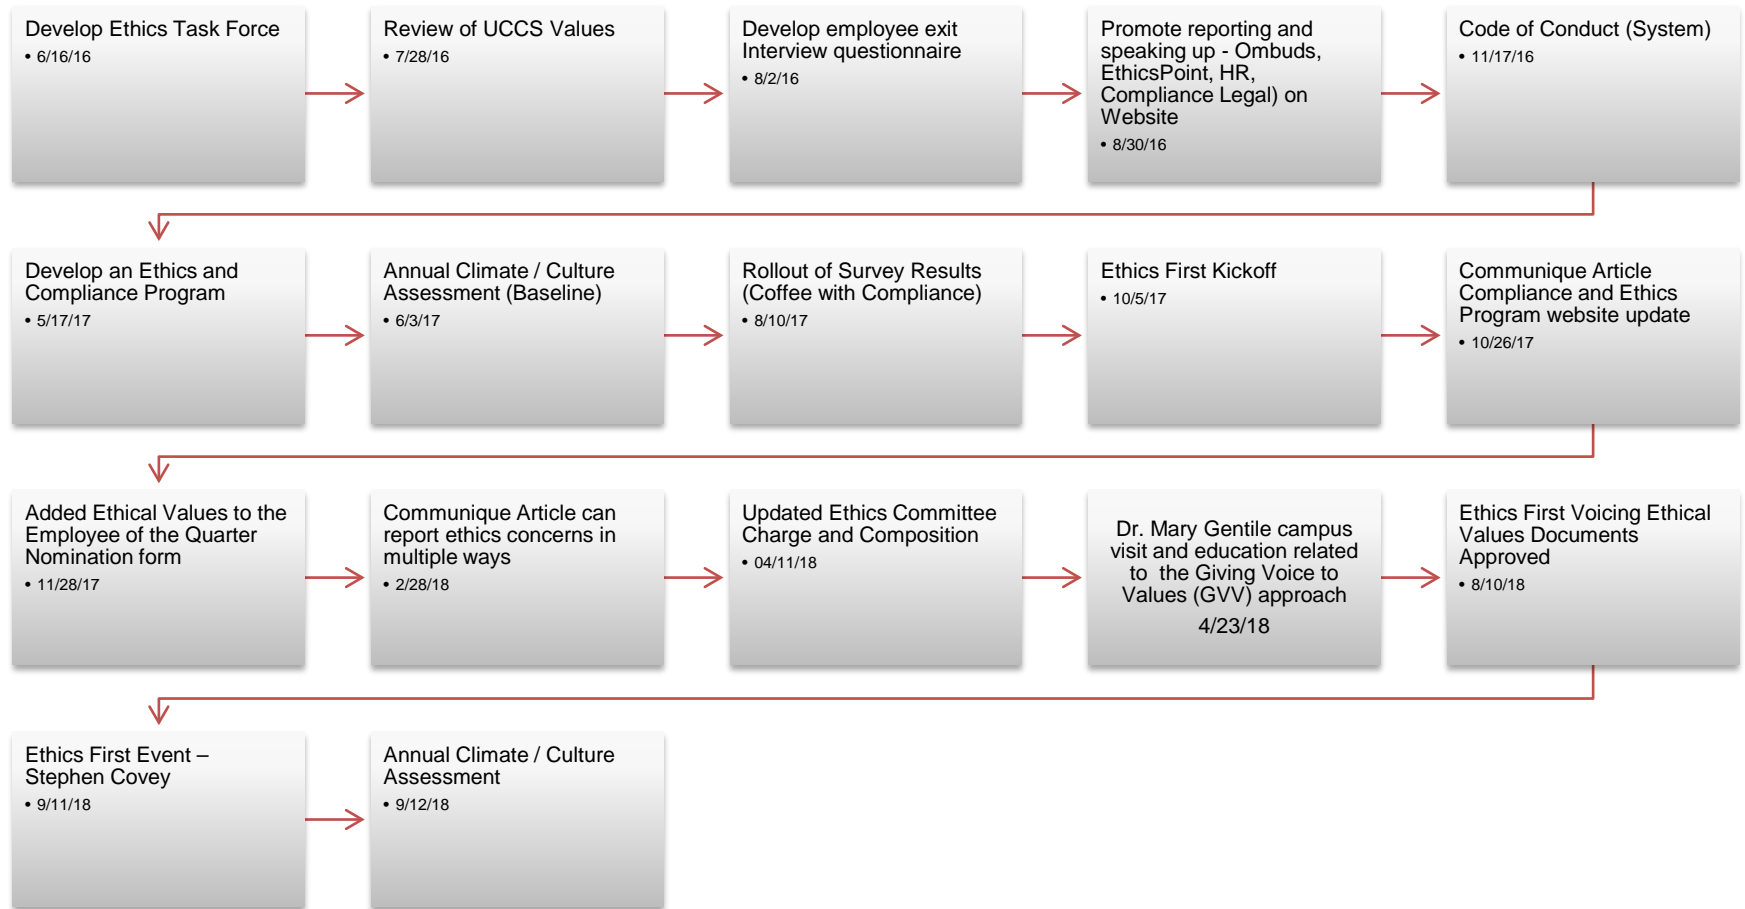 Develop Ethics Task Force
• 6/16/16
Review of UCCS Values
• 7/28/16
Develop employee exit
Interview questionnaire
• 8/2/16
Promote reporting and
speaking up - Ombuds,
EthicsPoint, HR,
Compliance Legal) on
Website
• 8/30/16
Code of Conduct (System)
• 11/17/16
Develop an Ethics and
Compliance Program
• 5/17/17
Annual Climate / Culture
Assessment (Baseline)
• 6/3/17
Rollout of Survey Results
(Coffee with Compliance)
• 8/10/17
Ethics First Kickoff
• 10/5/17
Communique Article
Compliance and Ethics
Program website update
• 10/26/17
Added Ethical Values to the
Employee of the Quarter
Nomination form
• 11/28/17
Communique Article can
report ethics concerns in
multiple ways
• 2/28/18
Updated Ethics Committee
Charge and Composition
• 04/11/18
Dr. Mary Gentile campus
visit and education related
to the Giving Voice to
Values (GVV) approach
4/23/18
Ethics First Voicing Ethical
Values Documents
Approved
• 8/10/18
Ethics First Event –
Stephen Covey
• 9/11/18
Annual Climate / Culture
Assessment
• 9/12/18